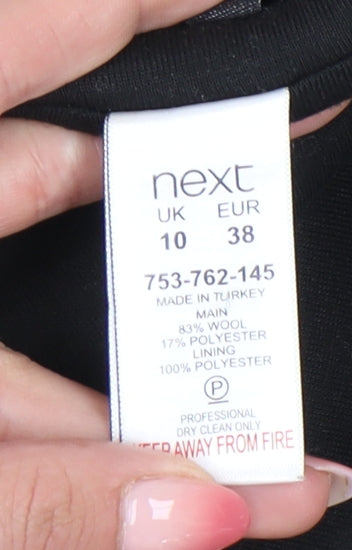 next
UK EUR
10 38
753-762-145
MADE IN TURKEY
MAIN
83% WOOL
17% POLYESTER
LINING
100% POLYESTER
P
PROFESSIONAL
DRY CLEAN ONLY
KEEP AWAY FROM FIRE